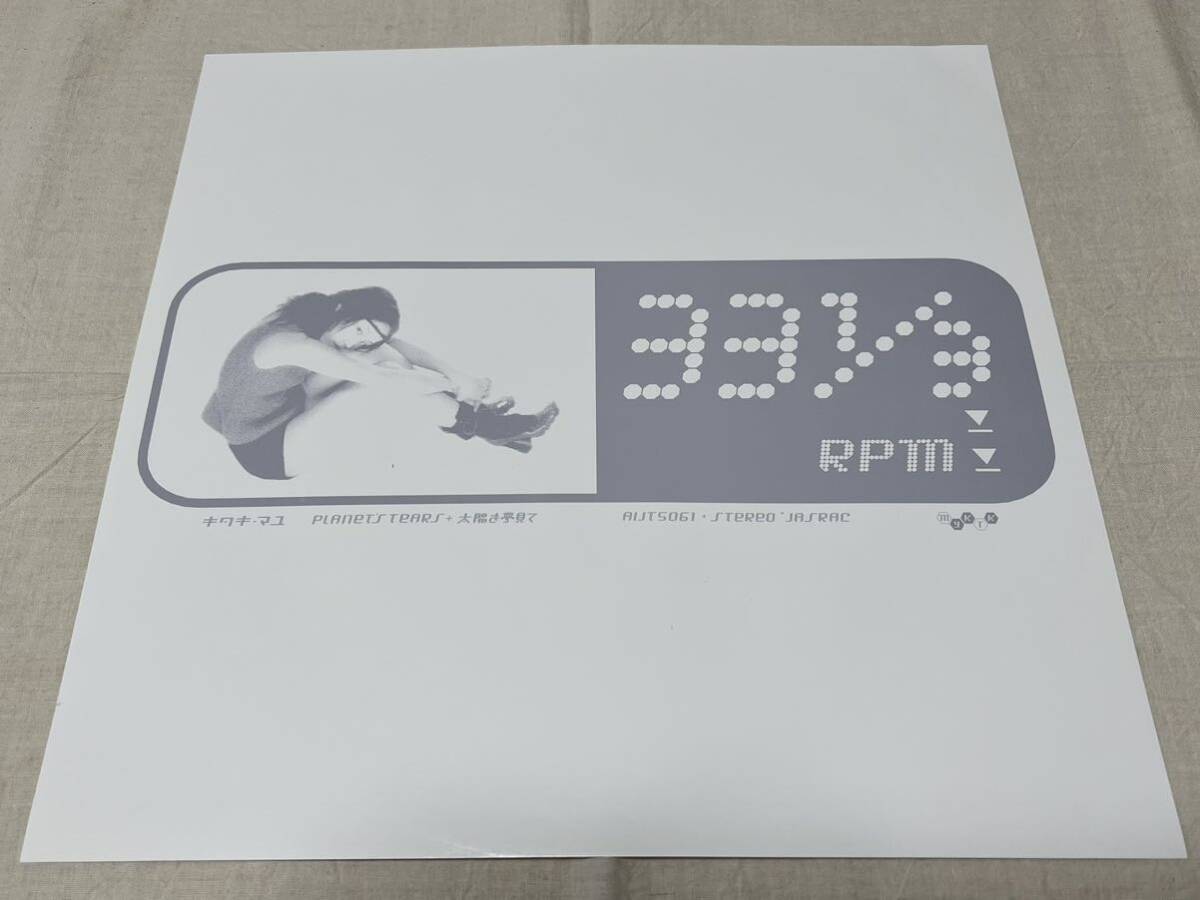 33 1/3
RPM
キワキ・マユ PLANET'S TEARS + 太陽を夢見て AIJT5061・STEREO・JASRAC